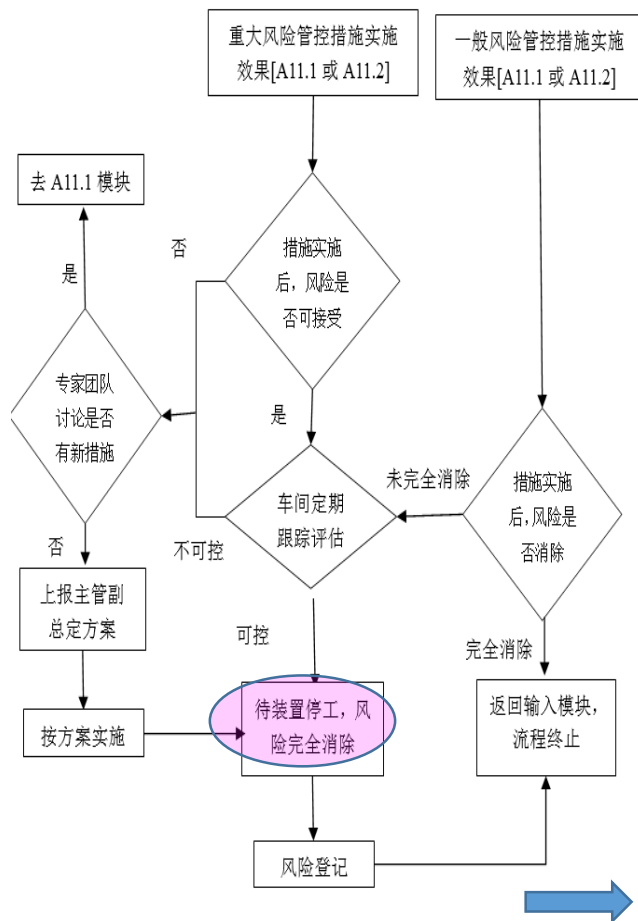 重大风险管控措施实施
效果[A11.1 或 A11.2]
一般风险管控措施实施
效果[A11.1 或 A11.2]
去 A11.1 模块
否
措施实施
后，风险是
否可接受
是
专家团队
讨论是否
有新措施
是
未完全消除
措施实施
后,风险是
否消除
车间定期
跟踪评估
否
不可控
上报主管副
总定方案
可控
完全消除
待装置停工，风
险完全消除
返回输入模块，
流程终止
按方案实施
风险登记